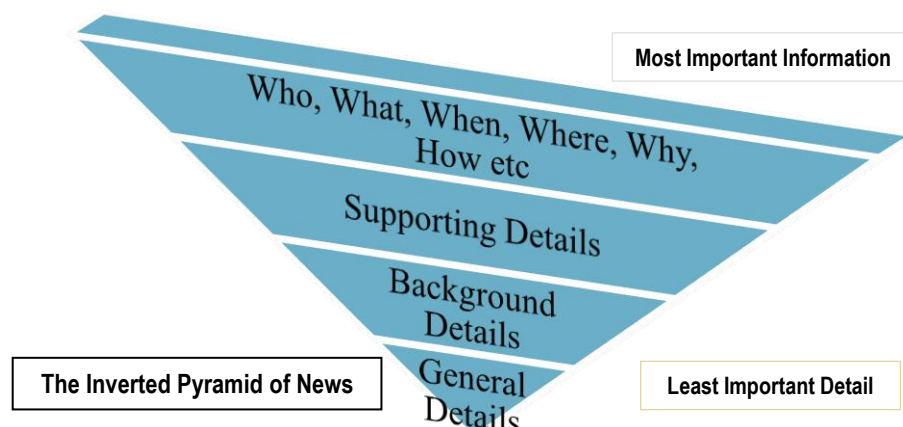 Most Important Information
Who, What, When, Where, Why,
How etc
Supporting Details
Background
Details
General
Details
The Inverted Pyramid of News
Least Important Detail